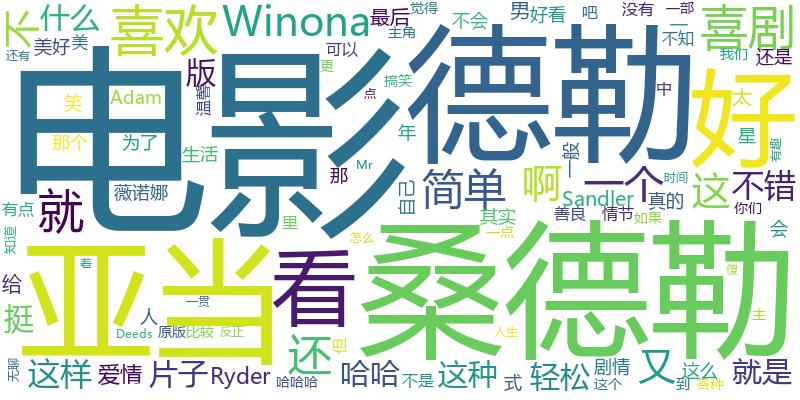 不
什么
喜欢
Winona
最后
觉得
不会
男
好看
吧
没有
一部
喜剧
还有
美好
美
版
可以
主角
二
不知
我们
还是
电影
德勒
好
笑
Adam
温馨
更
搞笑
点
中
太
星
那个
为了
年
一般
有趣
生活
Mr
薇诺娜
那
自己
简单
啊
一个
这
不错
Sandler
真的
时间
你们
就
有点
里
其实
善良
情节
如果
知道
一点
会
给
亚当
看
桑德勒
怎么
挺
着
傻
人
一贯
还
但
人生
主
Deeds
原版
比较
反正
无聊
这样
爱情
片子
Ryder
哈哈哈
哈哈
不是
这种
式
轻松
剧情
这个
又
到
这么
各种
就是